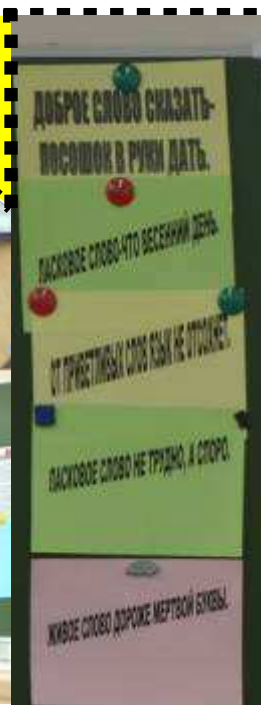 ДОБРОЕ СЛОВО СКАЗАТЬ-
ПОСОШОК В РУКИ ДАТЬ.
ЛАСКОВОЕ СЛОВО-ЧТО ВЕСЕННИЙ ДЕНЬ.
ОТ ПРИВЕТЛИВЫХ СЛОВ ЯЗЫК НЕ ОТСОХНЕТ.
ЛАСКОВОЕ СЛОВО НЕ ТРУДНО, А СПОРО.
ЖИВОЕ СЛОВО ДОРОЖЕ МЕРТВОЙ БУКВЫ.